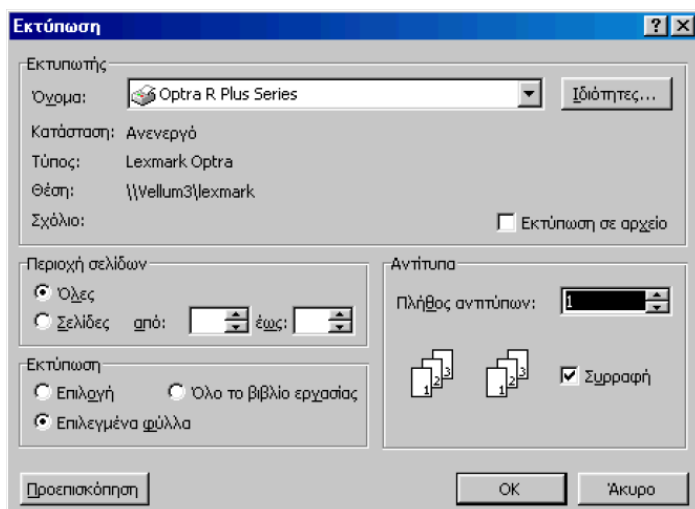 Εκτύπωση
Εκτυπωτής
Όνομα: Optra R Plus Series Ιδιότητες...
Κατάσταση: Ανενεργό
Τύπος: Lexmark Optra
Θέση: \\Vellum3\lexmark
Σχόλιο: Εκτύπωση σε αρχείο
Περιοχή σελίδων
Όλες
Σελίδες από: έως:
Αντίτυπα
Πλήθος αντιτύπων: 1
1 2 3 1 2 3 Συρραφή
Εκτύπωση
Επιλογή Όλο το βιβλίο εργασίας
Επιλεγμένα φύλλα
Προεπισκόπηση OK Άκυρο